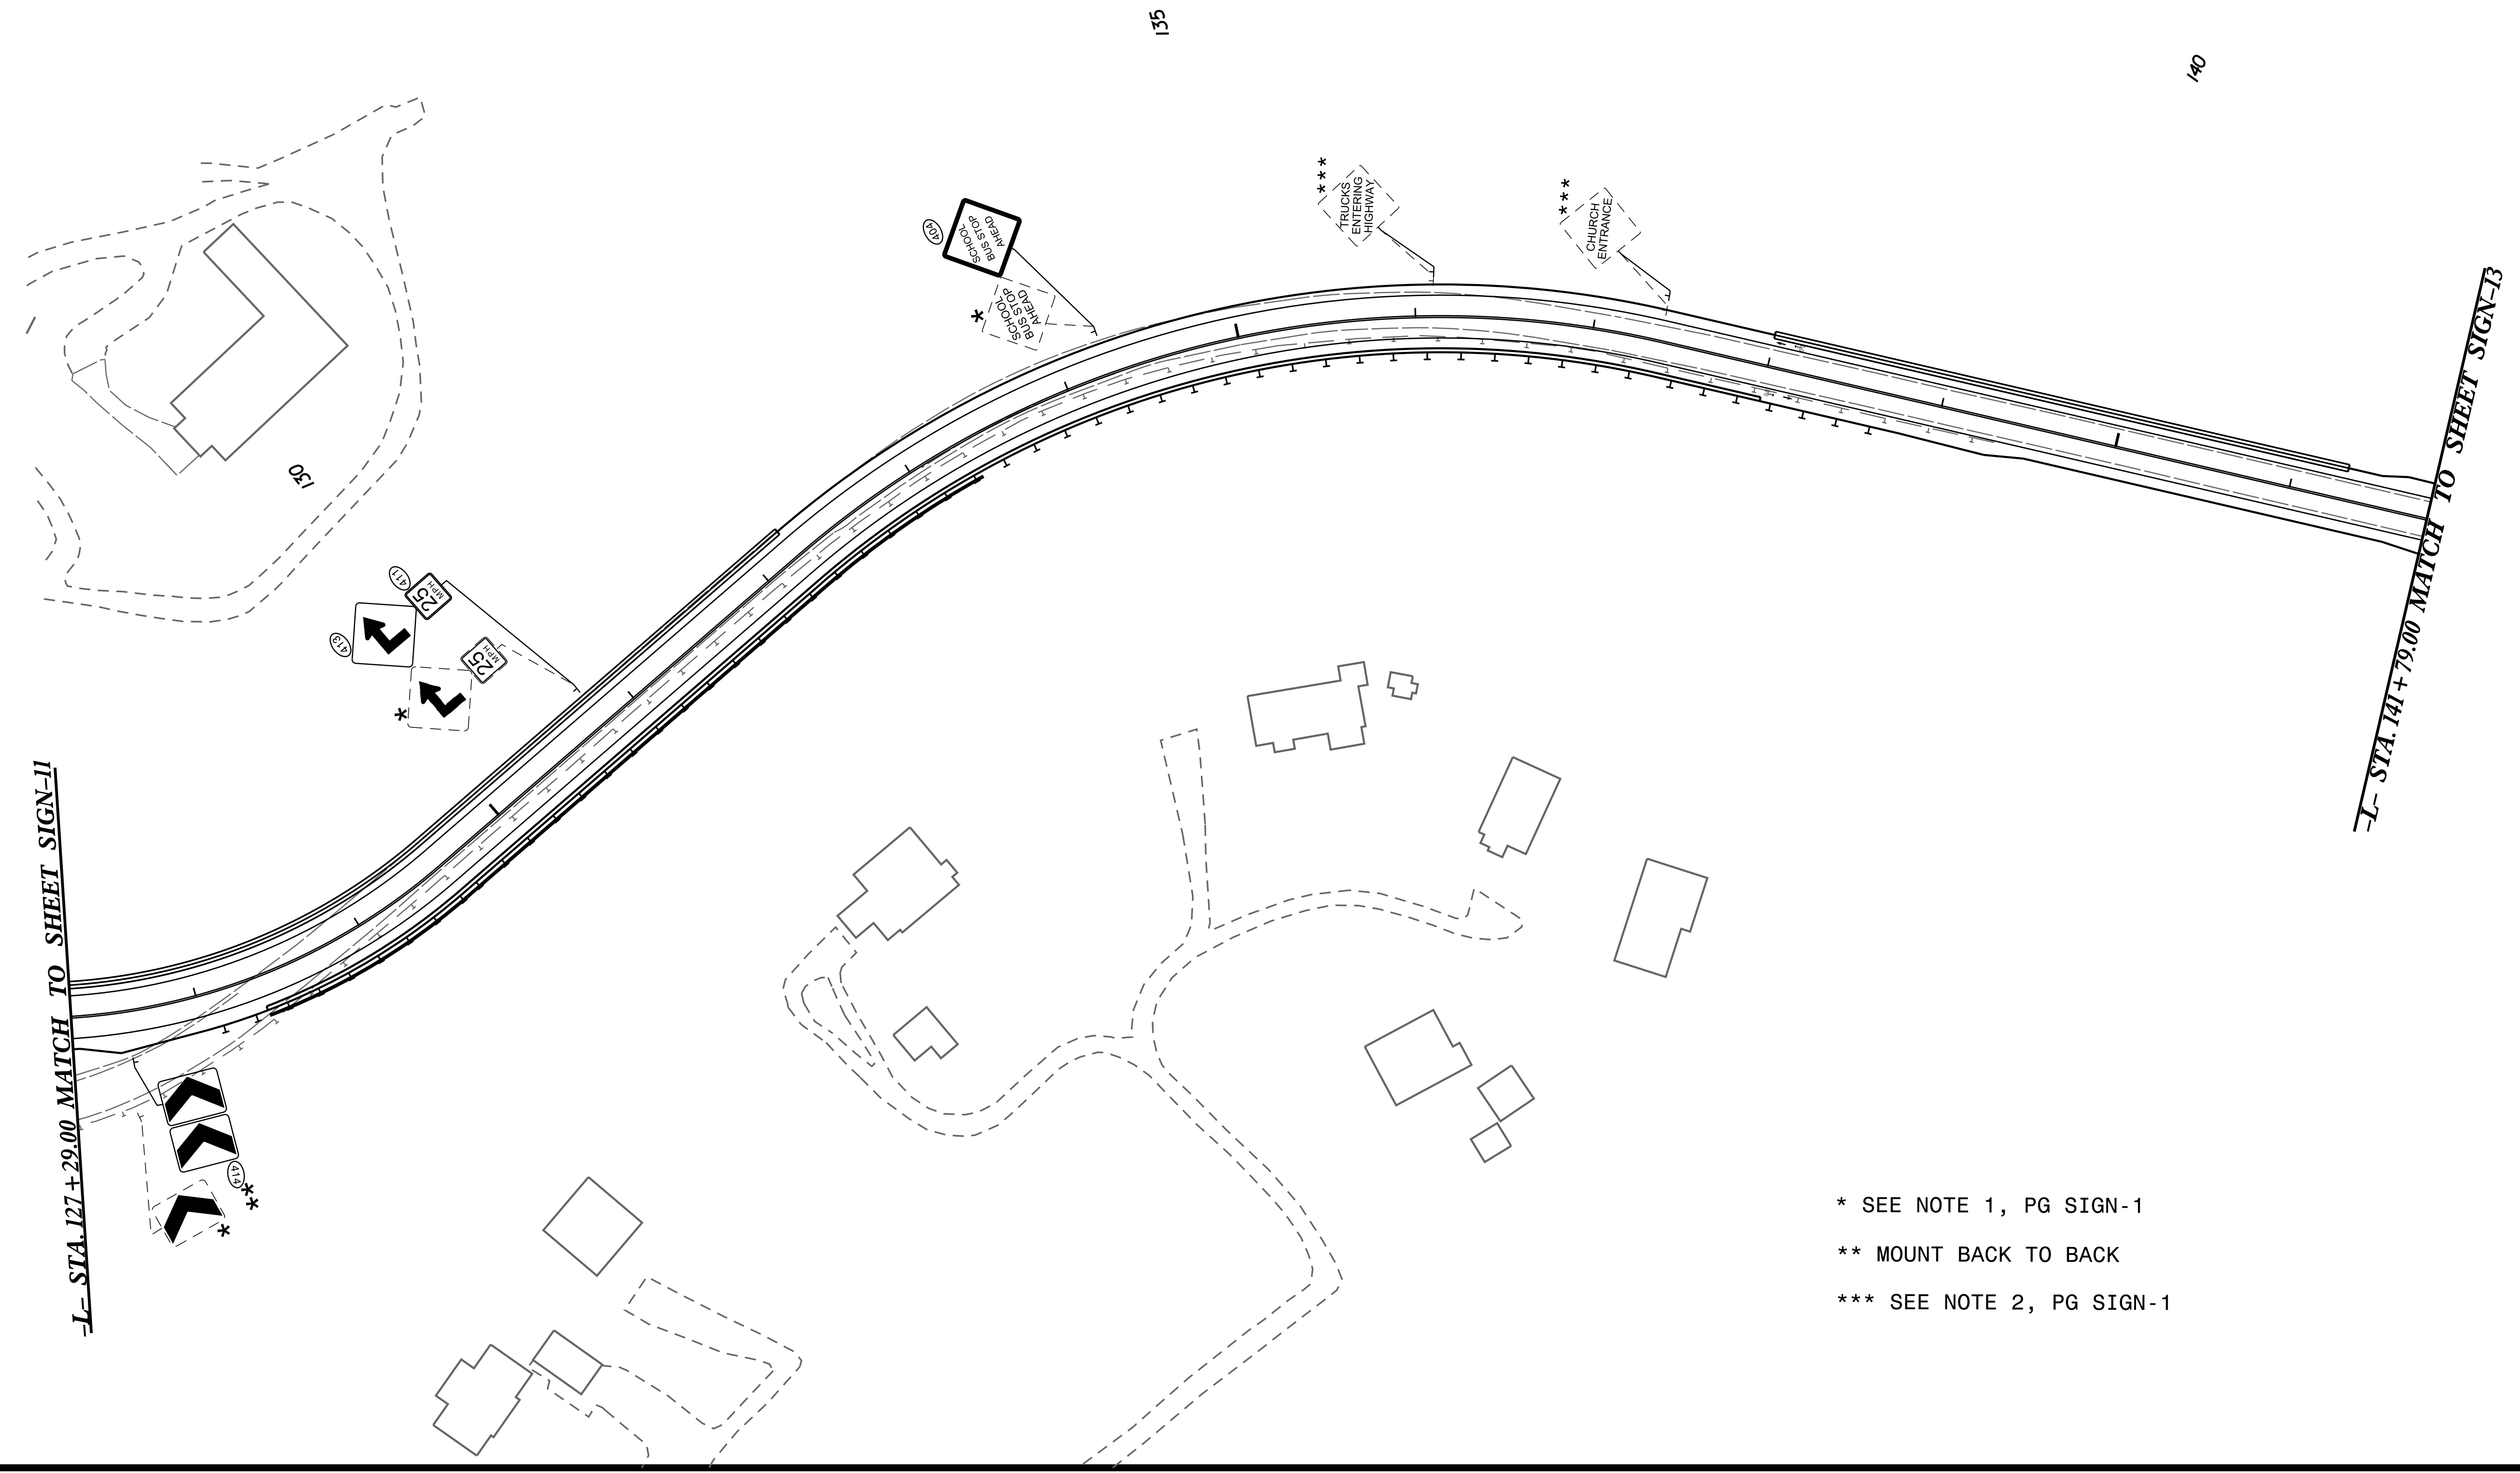 135
140
****
TRUCKS
ENTERING
HIGHWAY
***
CHURCH
ENTRANCE
404
SCHOOL
BUS STOP
AHEAD
*
SCHOOL
BUS STOP
AHEAD
130
411
25
MPH
413
25
MPH
*
-L- STA. 127+29.00 MATCH TO SHEET SIGN-11
-L- STA. 141+79.00 MATCH TO SHEET SIGN-13
414
**
*
* SEE NOTE 1, PG SIGN-1
** MOUNT BACK TO BACK
*** SEE NOTE 2, PG SIGN-1